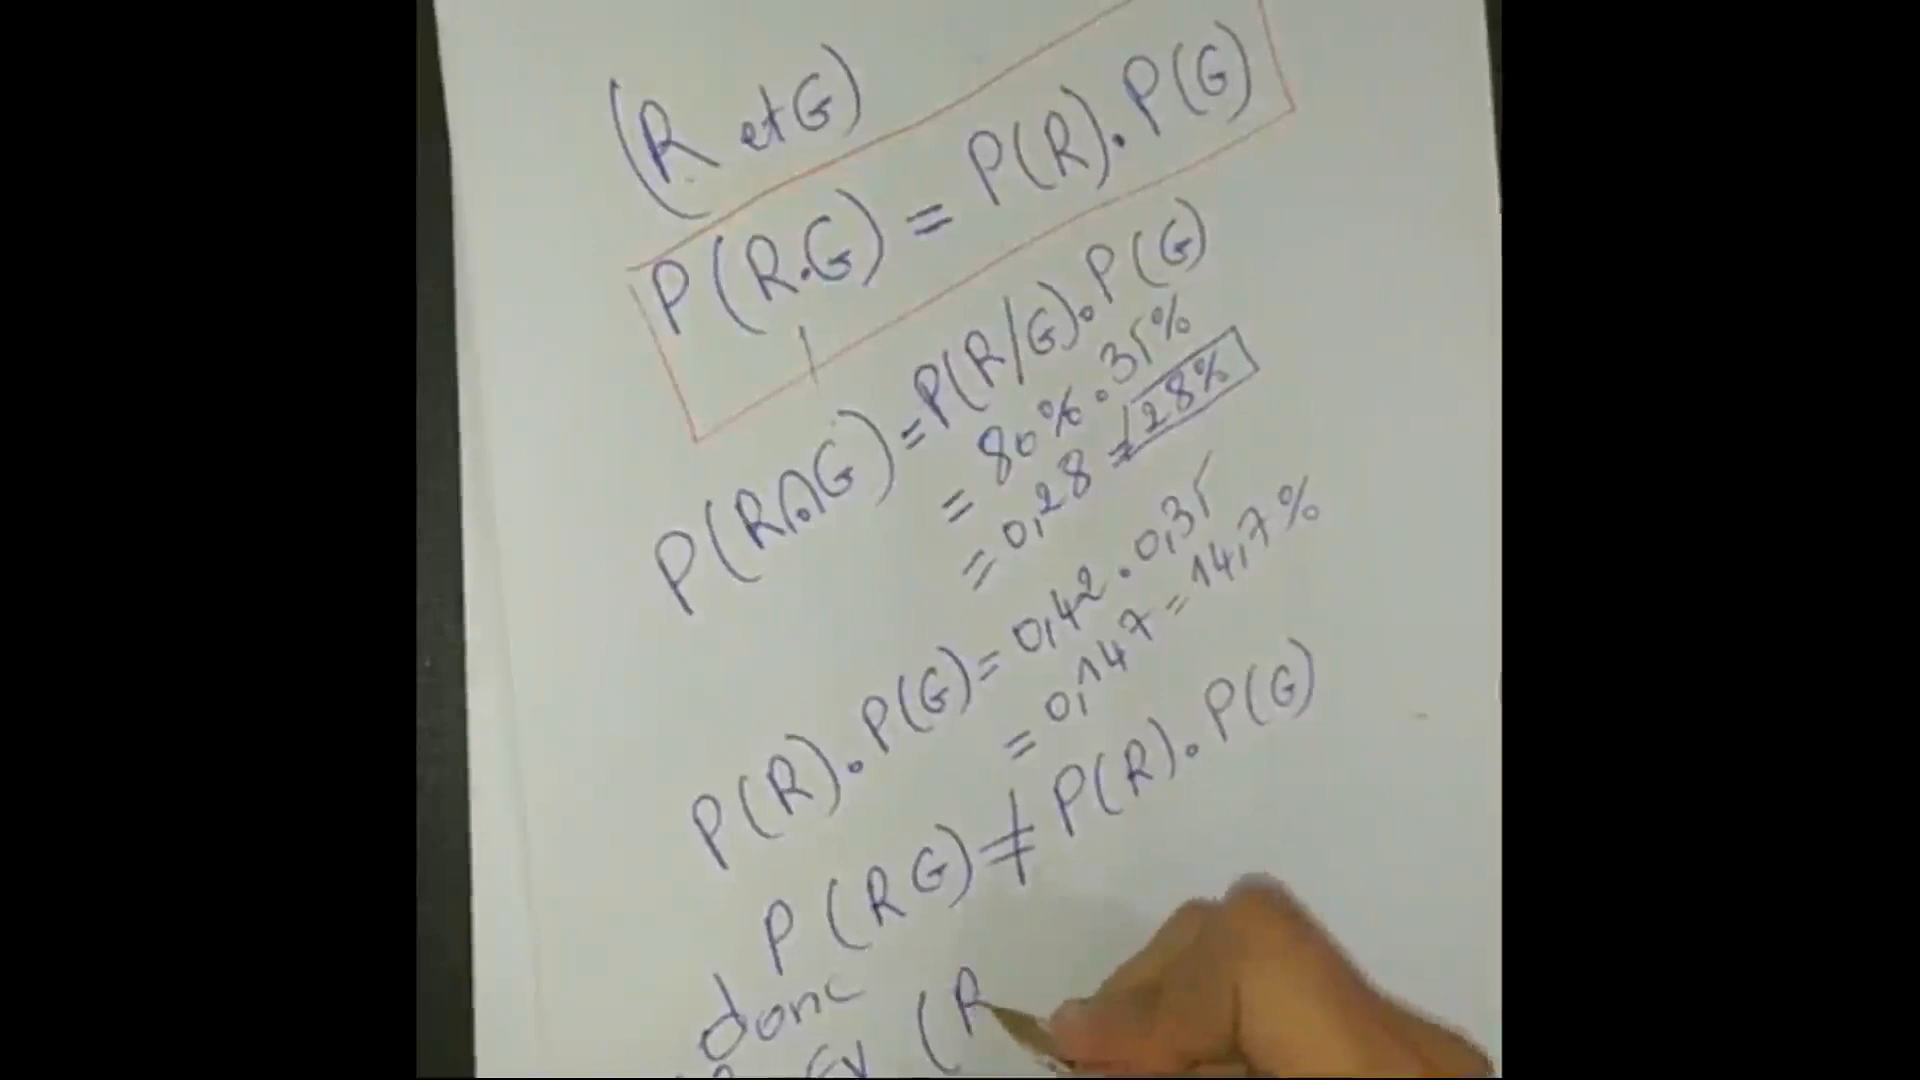 (R et G)
P(R.G) = P(R).P(G)
P(R∩G) = P(R/G).P(G)
= 80%.35%
= 0,28 = 28%
P(R).P(G) = 0,42.0,35
= 0,147 = 14,7%
P(RG) ≠ P(R).P(G)
donc
(R